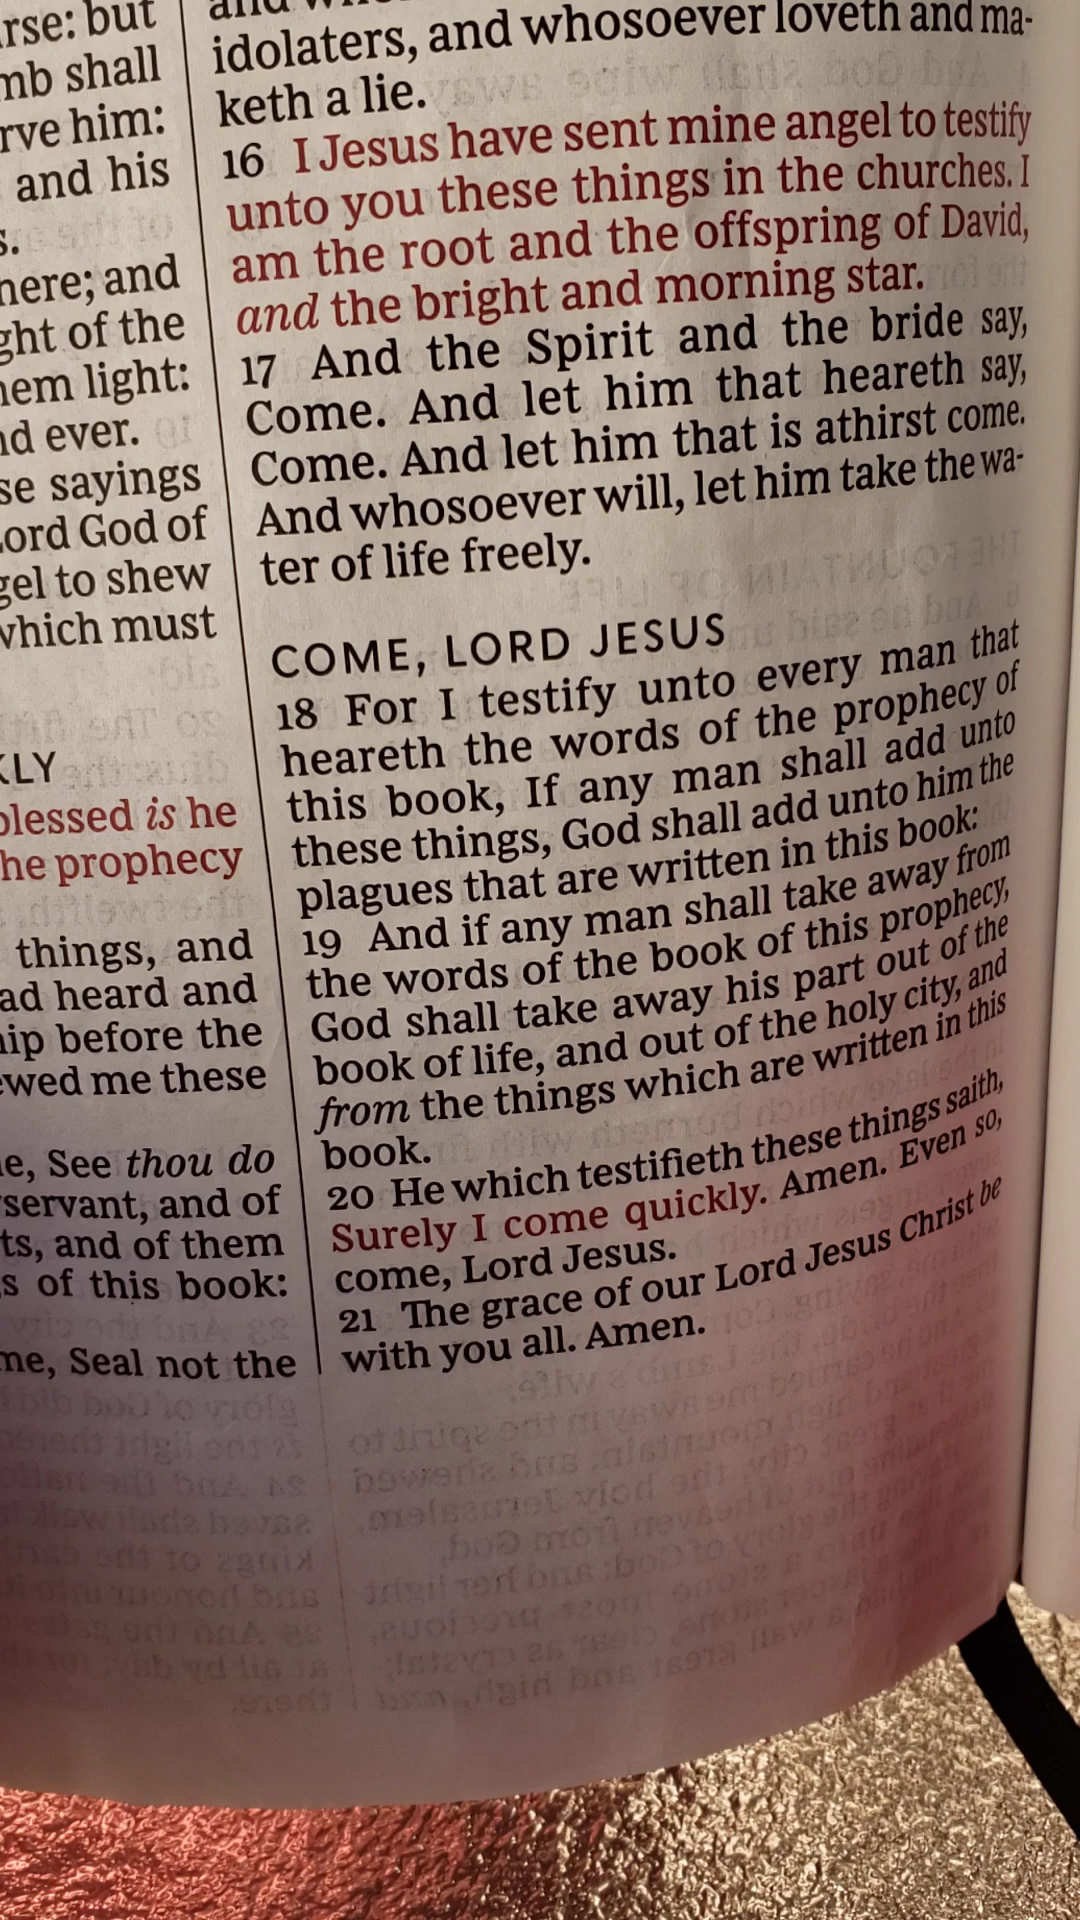 rse: but
mb shall
rve him:
and his
s.
here; and
ght of the
hem light:
nd ever.
se sayings
Lord God of
gel to shew
which must
KLY
blessed is he
he prophecy
things, and
ad heard and
hip before the
ewed me these
e, See thou do
servant, and of
ts, and of them
s of this book:
me, Seal not the
idolaters, and whosoever loveth and ma-
keth a lie.
16 I Jesus have sent mine angel to testify
unto you these things in the churches. I
am the root and the offspring of David,
and the bright and morning star.
17 And the Spirit and the bride say,
Come. And let him that heareth say,
Come. And let him that is athirst come.
And whosoever will, let him take the wa-
ter of life freely.
COME, LORD JESUS
18 For I testify unto every man that
heareth the words of the prophecy of
this book, If any man shall add unto
these things, God shall add unto him the
plagues that are written in this book:
19 And if any man shall take away from
the words of the book of this prophecy,
God shall take away his part out of the
book of life, and out of the holy city, and
from the things which are written in this
book.
20 He which testifieth these things saith,
Surely I come quickly. Amen. Even so,
come, Lord Jesus.
21 The grace of our Lord Jesus Christ be
with you all. Amen.